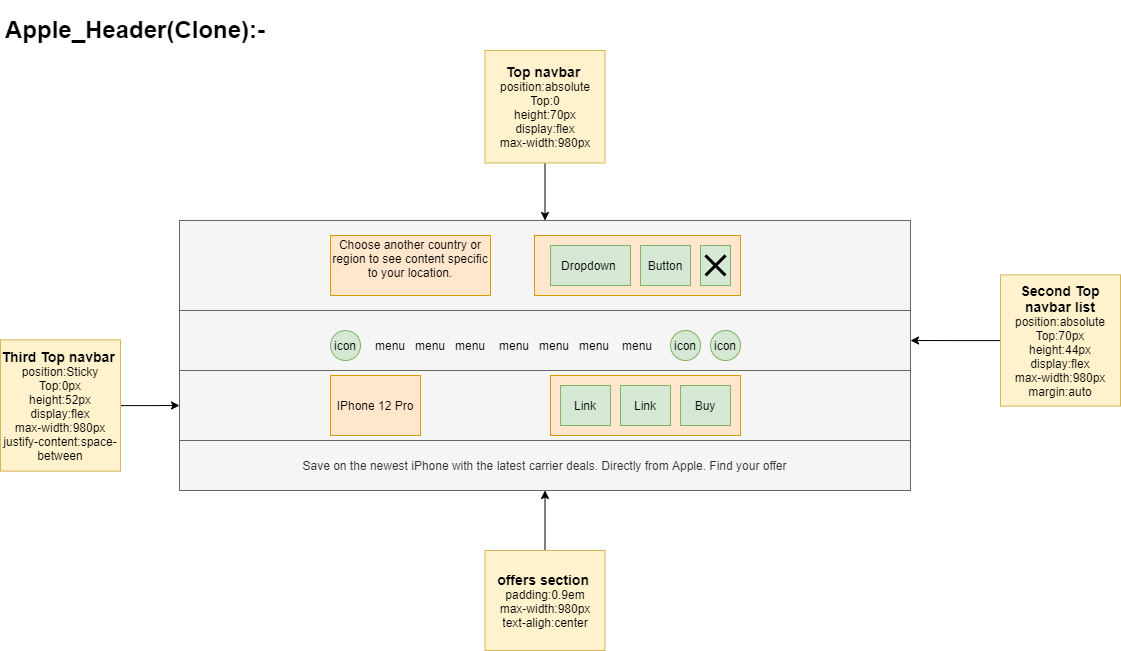 Apple_Header(Clone):-
Top navbar
position:absolute
Top:0
height:70px
display:flex
max-width:980px
Choose another country or
region to see content specific
to your location.
Dropdown
Button
Second Top
navbar list
position:absolute
Top:70px
height:44px
display:flex
max-width:980px
margin:auto
icon
menu
menu
menu
menu
menu
menu
menu
icon
icon
Third Top navbar
position:Sticky
Top:0px
height:52px
display:flex
max-width:980px
justify-content:space-
between
IPhone 12 Pro
Link
Link
Buy
Save on the newest iPhone with the latest carrier deals. Directly from Apple. Find your offer
offers section
padding:0.9em
max-width:980px
text-aligh:center